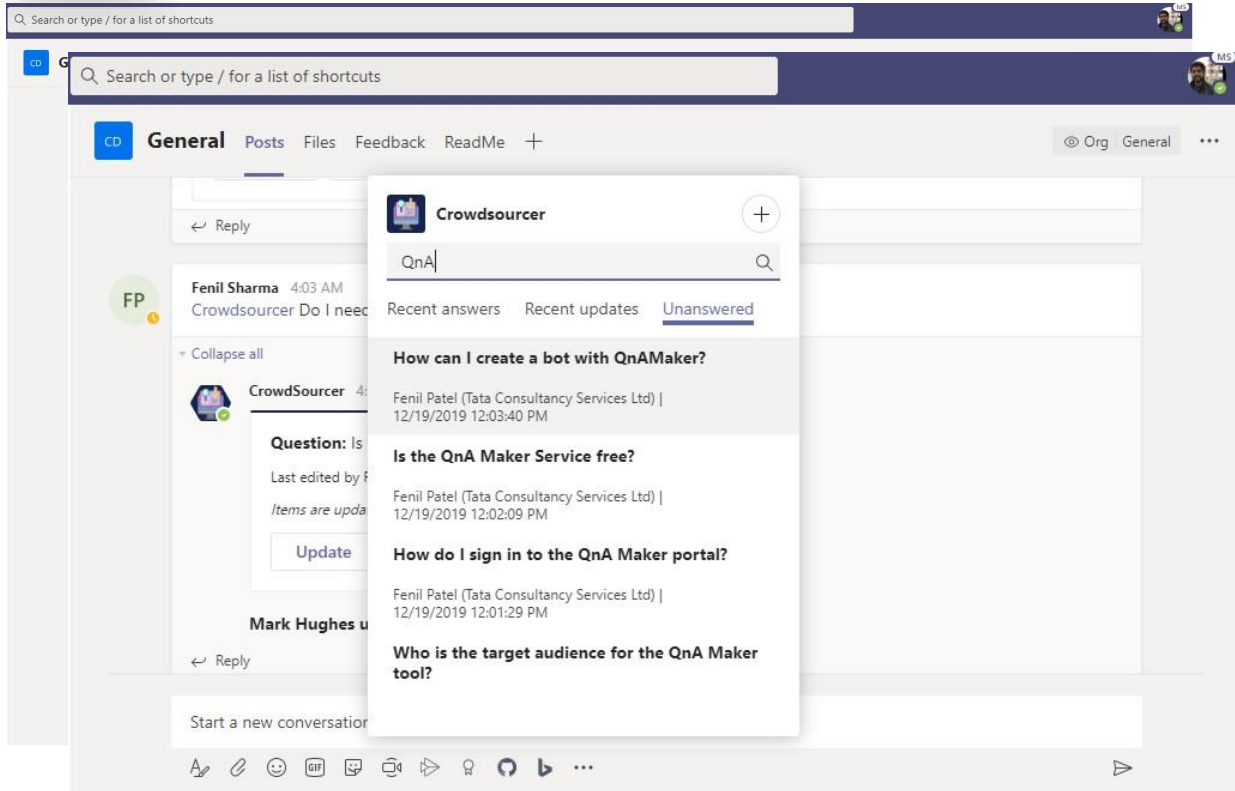 Search or type / for a list of shortcuts
MS
CD G
Search or type / for a list of shortcuts
MS
CD General Posts Files Feedback ReadMe +
Org General ...
Reply
Crowdsourcer
QnA
Recent answers Recent updates Unanswered
How can I create a bot with QnAMaker?
Fenil Patel (Tata Consultancy Services Ltd) |
12/19/2019 12:03:40 PM
Is the QnA Maker Service free?
Fenil Patel (Tata Consultancy Services Ltd) |
12/19/2019 12:02:09 PM
How do I sign in to the QnA Maker portal?
Fenil Patel (Tata Consultancy Services Ltd) |
12/19/2019 12:01:29 PM
Who is the target audience for the QnA Maker
tool?
FP
Fenil Sharma 4:03 AM
Crowdsourcer Do I need
Collapse all
CrowdSourcer 4:
Question: Is
Last edited by
Items are upda
Update
Mark Hughes u
Reply
Start a new conversation
GIF